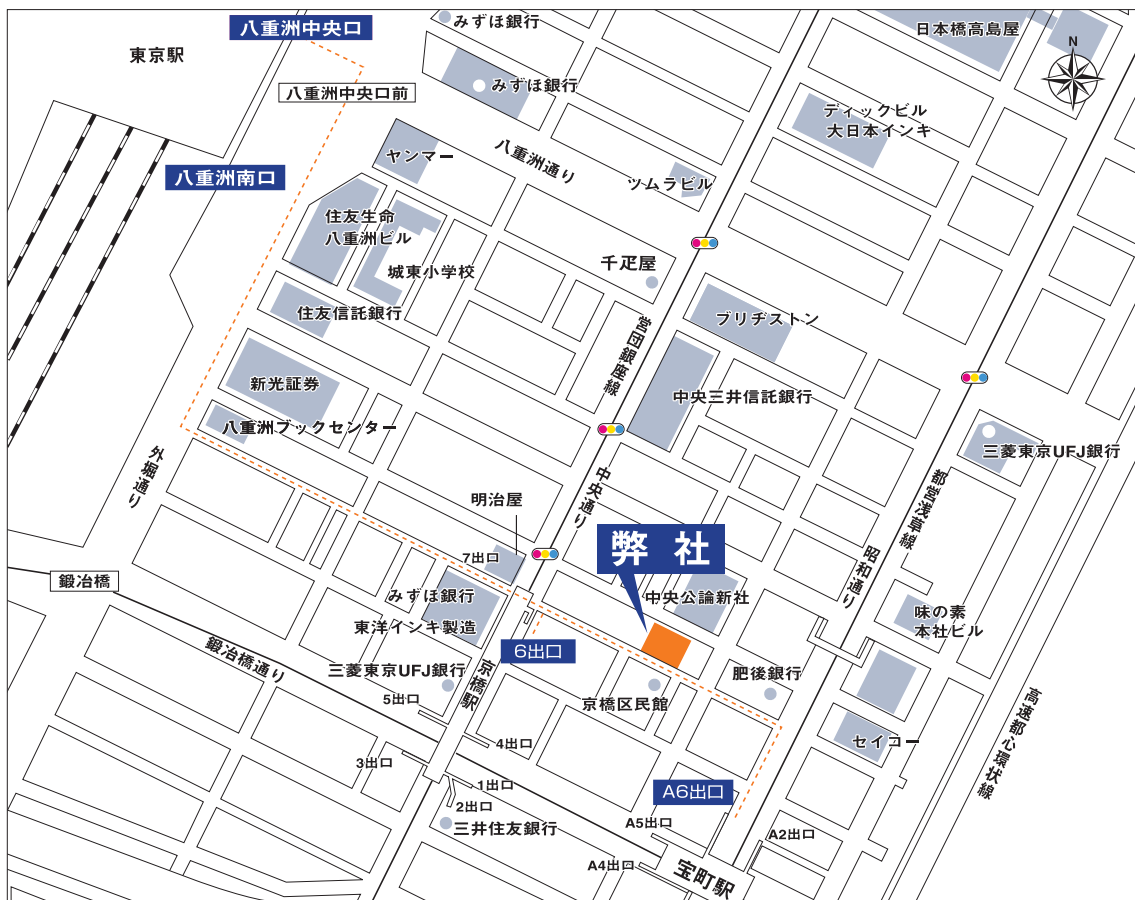 八重洲中央口
みずほ銀行
日本橋高島屋
東京駅
N
八重洲中央口前
みずほ銀行
ディックビル
大日本インキ
ヤンマー
八重洲通り
八重洲南口
ツムラビル
住友生命
八重洲ビル
城東小学校
千疋屋
住友信託銀行
ブリヂストン
営団銀座線
新光証券
中央三井信託銀行
八重洲ブックセンター
三菱東京UFJ銀行
外堀通り
中央通り
都営浅草線
明治屋
弊社
昭和通り
7出口
鍛冶橋
みずほ銀行
中央公論新社
東洋インキ製造
味の素
本社ビル
6出口
鍛冶橋通り
三菱東京UFJ銀行
京橋駅
肥後銀行
京橋区民館
5出口
高速都心環状線
4出口
セイコー
3出口
1出口
A6出口
2出口
三井住友銀行
A5出口
A2出口
A4出口
宝町駅